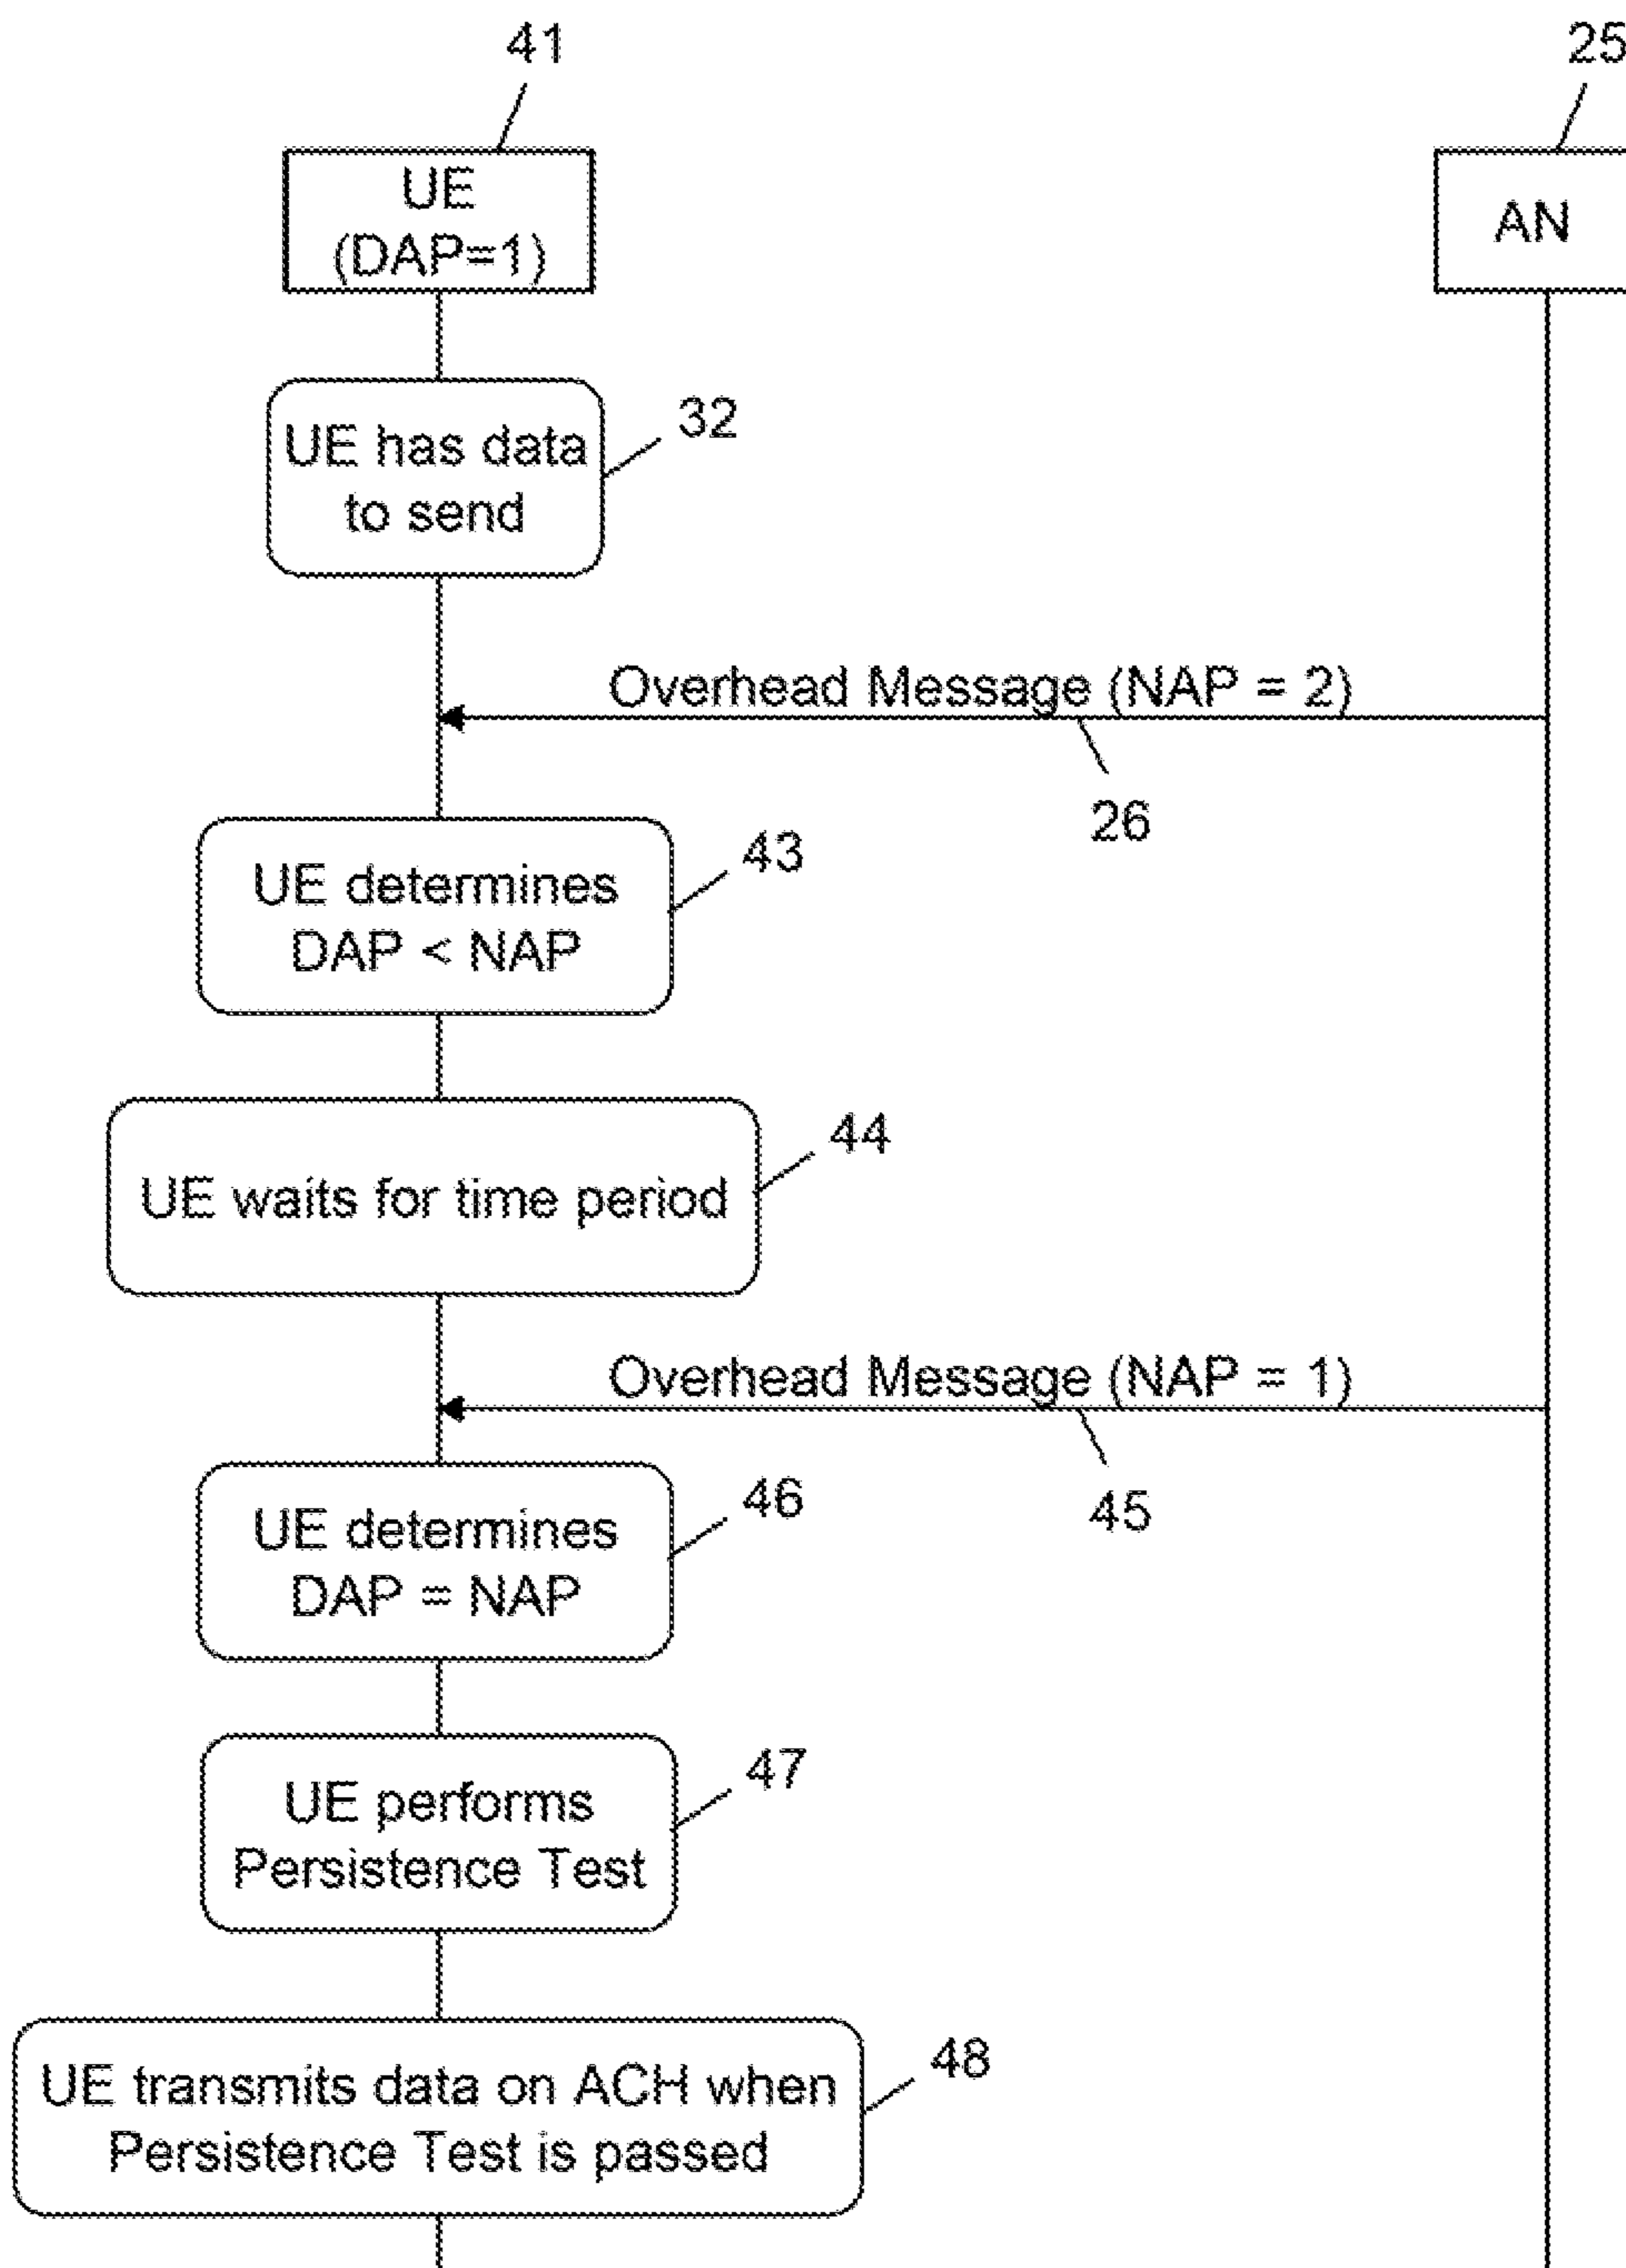 41
25
UE
(DAP=1)
AN
UE has data
to send
32
Overhead Message (NAP = 2)
26
UE determines
DAP < NAP
43
UE waits for time period
44
Overhead Message (NAP = 1)
45
UE determines
DAP = NAP
46
UE performs
Persistence Test
47
UE transmits data on ACH when
Persistence Test is passed
48